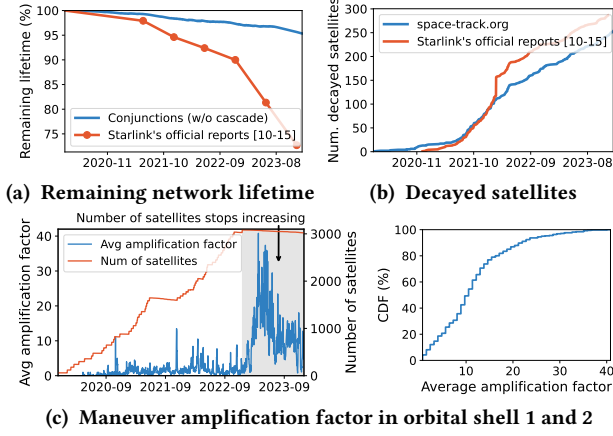 Remaining lifetime (%)
100
95
90
85
80
75
Conjunctions (w/o cascade)
Starlink's official reports [10-15]
2020-11 2021-10 2022-09 2023-08
(a) Remaining network lifetime
Num. decayed satellites
300
250
200
150
100
50
0
space-track.org
Starlink's official reports [10-15]
2020-11 2021-10 2022-09 2023-08
(b) Decayed satellites
Number of satellites stops increasing
Avg amplification factor
40
30
20
10
0
Avg amplification factor
Num of satellites
3000
2000
1000
0
Number of satellites
2020-09 2021-09 2022-09 2023-09
CDF (%)
100
80
60
40
20
0
10 20 30 40
Average amplification factor
(c) Maneuver amplification factor in orbital shell 1 and 2